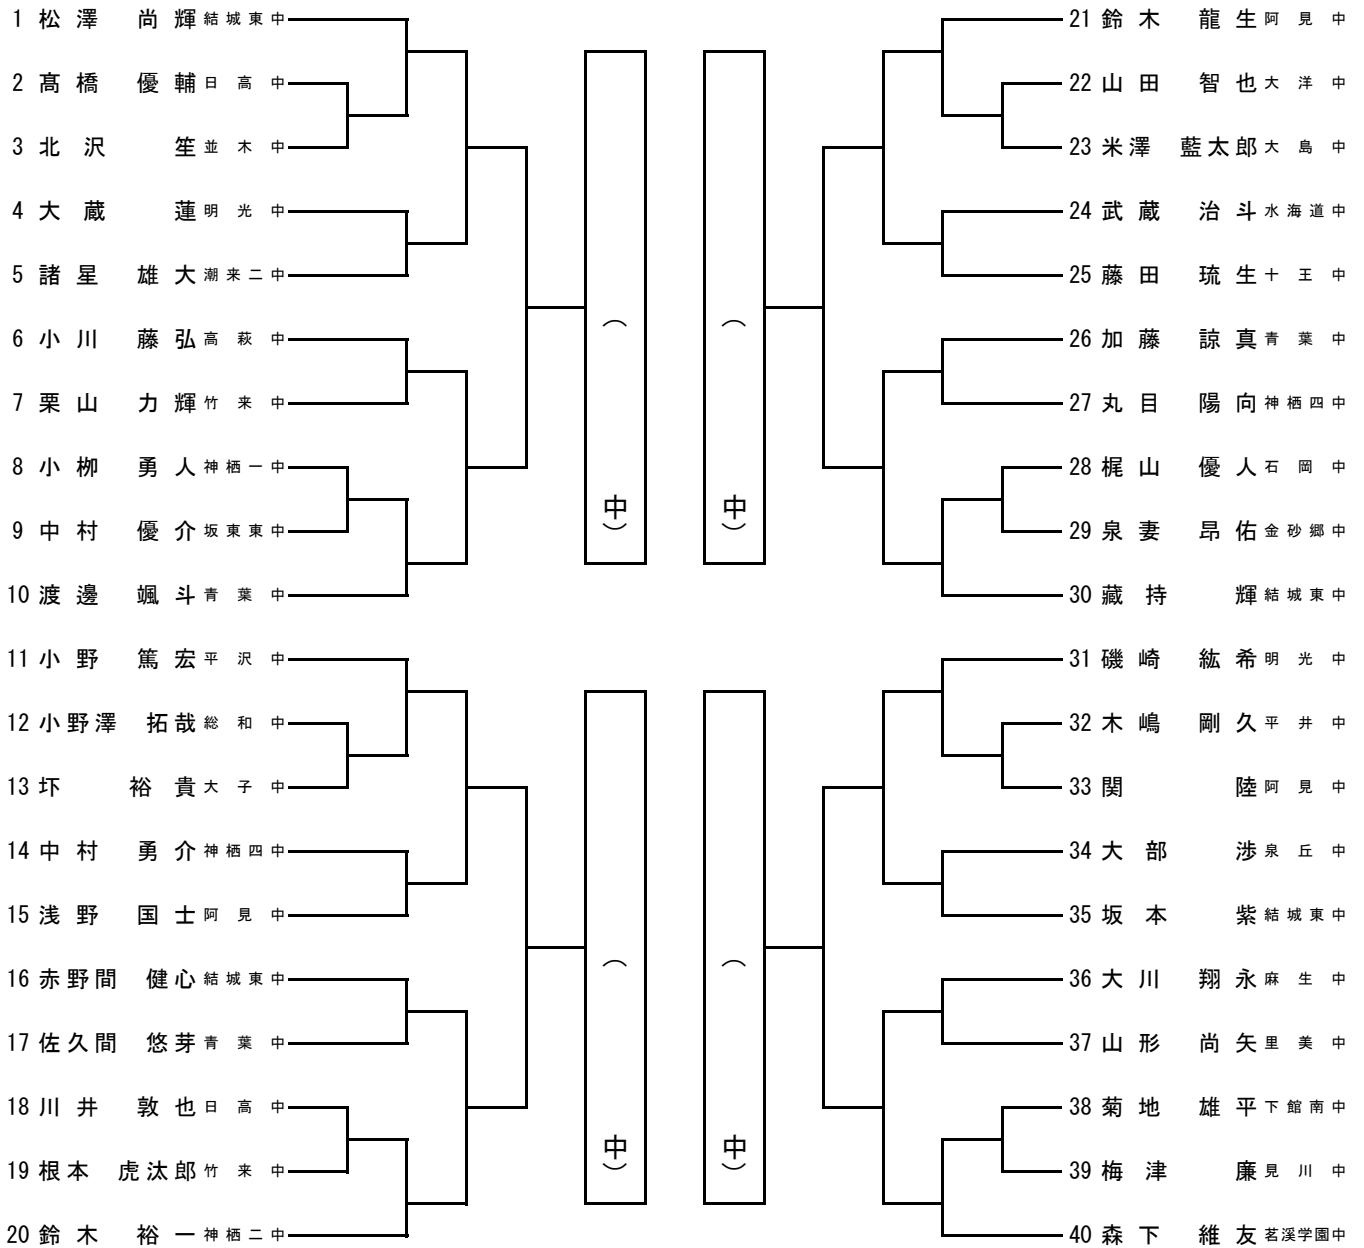 1 松澤 尚輝 結城東中
2 髙橋 優輔 日高中
3 北沢 笙 並木中
4 大蔵 蓮 明光中
5 諸星 雄大 潮来二中
6 小川 藤弘 高萩中
7 栗山 力輝 竹来中
8 小栁 勇人 神栖一中
9 中村 優介 坂東東中
10 渡邊 颯斗 青葉中
11 小野 篤宏 平沢中
12 小野澤 拓哉 総和中
13 圷 裕貴 大子中
14 中村 勇介 神栖四中
15 浅野 国士 阿見中
16 赤野間 健心 結城東中
17 佐久間 悠芽 青葉中
18 川井 敦也 日高中
19 根本 虎汰郎 竹来中
20 鈴木 裕一 神栖二中
( 中)
( 中)
( 中)
( 中)
21 鈴木 龍生 阿見中
22 山田 智也 大洋中
23 米澤 藍太郎 大島中
24 武蔵 治斗 水海道中
25 藤田 琉生 十王中
26 加藤 諒真 青葉中
27 丸目 陽向 神栖四中
28 梶山 優人 石岡中
29 泉妻 昂佑 金砂郷中
30 藏持 輝 結城東中
31 磯崎 紘希 明光中
32 木嶋 剛久 平井中
33 関 陸 阿見中
34 大部 渉 泉丘中
35 坂本 紫 結城東中
36 大川 翔永 麻生中
37 山形 尚矢 里美中
38 菊地 雄平 下館南中
39 梅津 廉 見川中
40 森下 維友 茗溪学園中